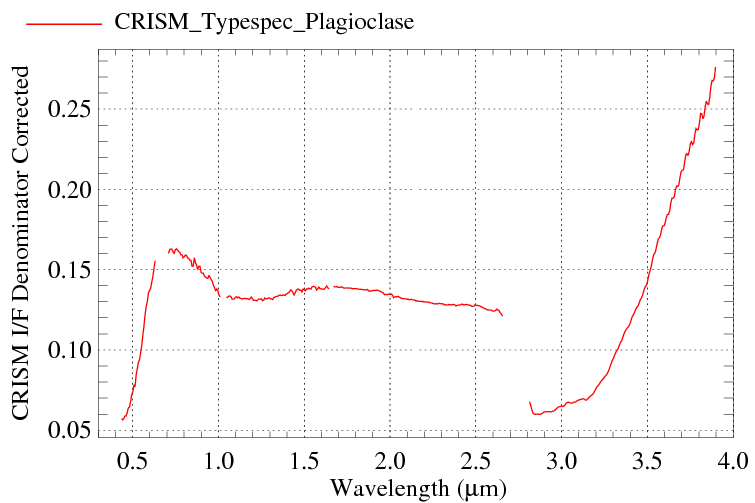 CRISM_Typespec_Plagioclase
CRISM I/F Denominator Corrected
0.25
0.20
0.15
0.10
0.05
0.5 1.0 1.5 2.0 2.5 3.0 3.5 4.0
Wavelength (μm)